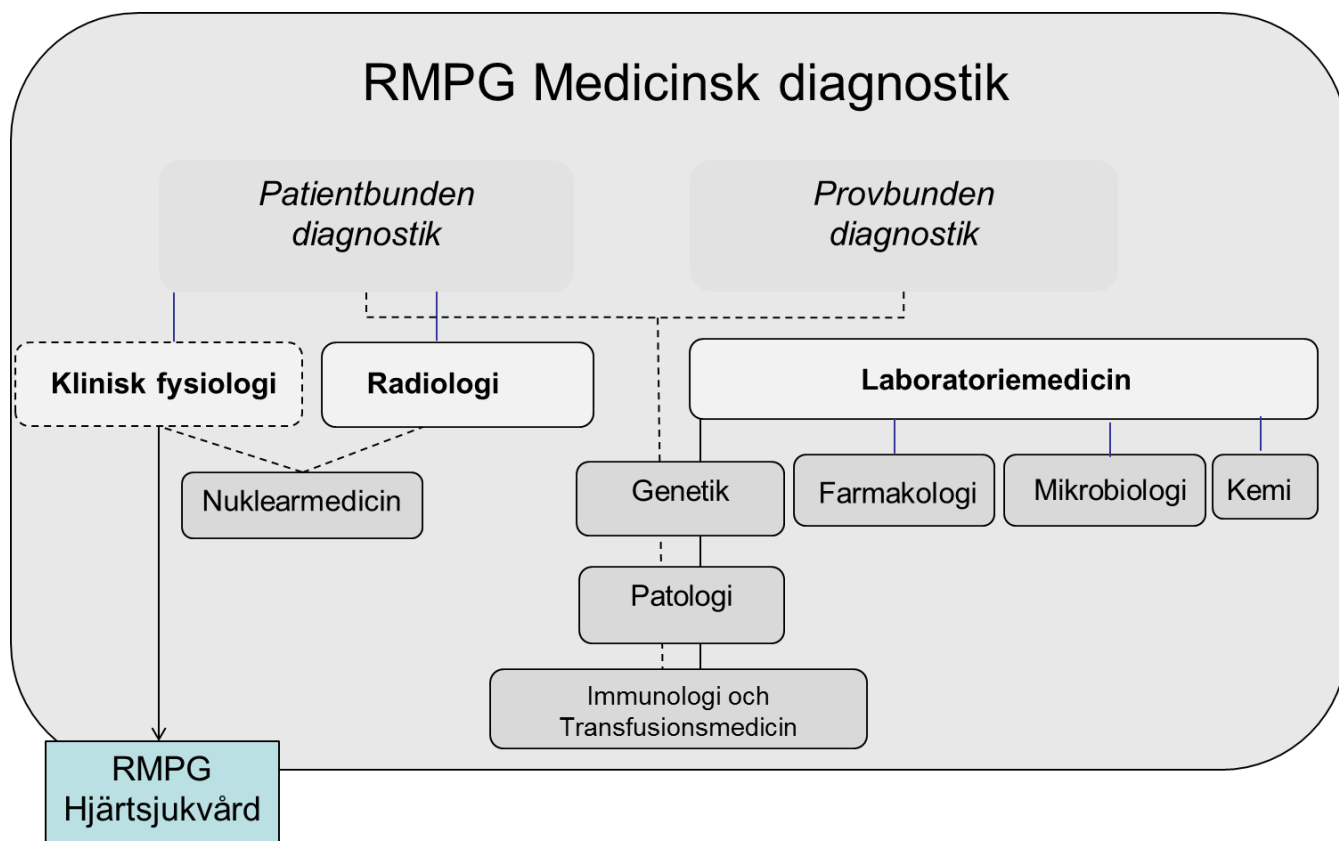 RMPG Medicinsk diagnostik
Patientbunden
diagnostik
Provbunden
diagnostik
Klinisk fysiologi
Radiologi
Laboratoriemedicin
Nuklearmedicin
Genetik
Farmakologi
Mikrobiologi
Kemi
Patologi
Immunologi och
Transfusionsmedicin
RMPG
Hjärtsjukvård